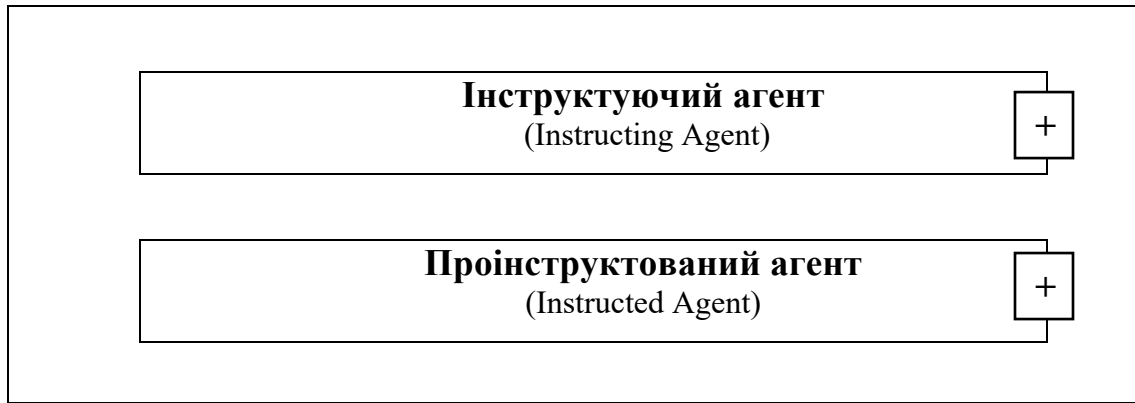 Інструктуючий агент
(Instructing Agent)
+
Проінструктований агент
(Instructed Agent)
+